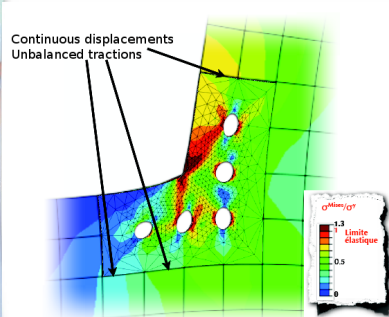 Continuous displacements
Unbalanced tractions
σMises/σy
1.3
1
Limite
élastique
0.5
0